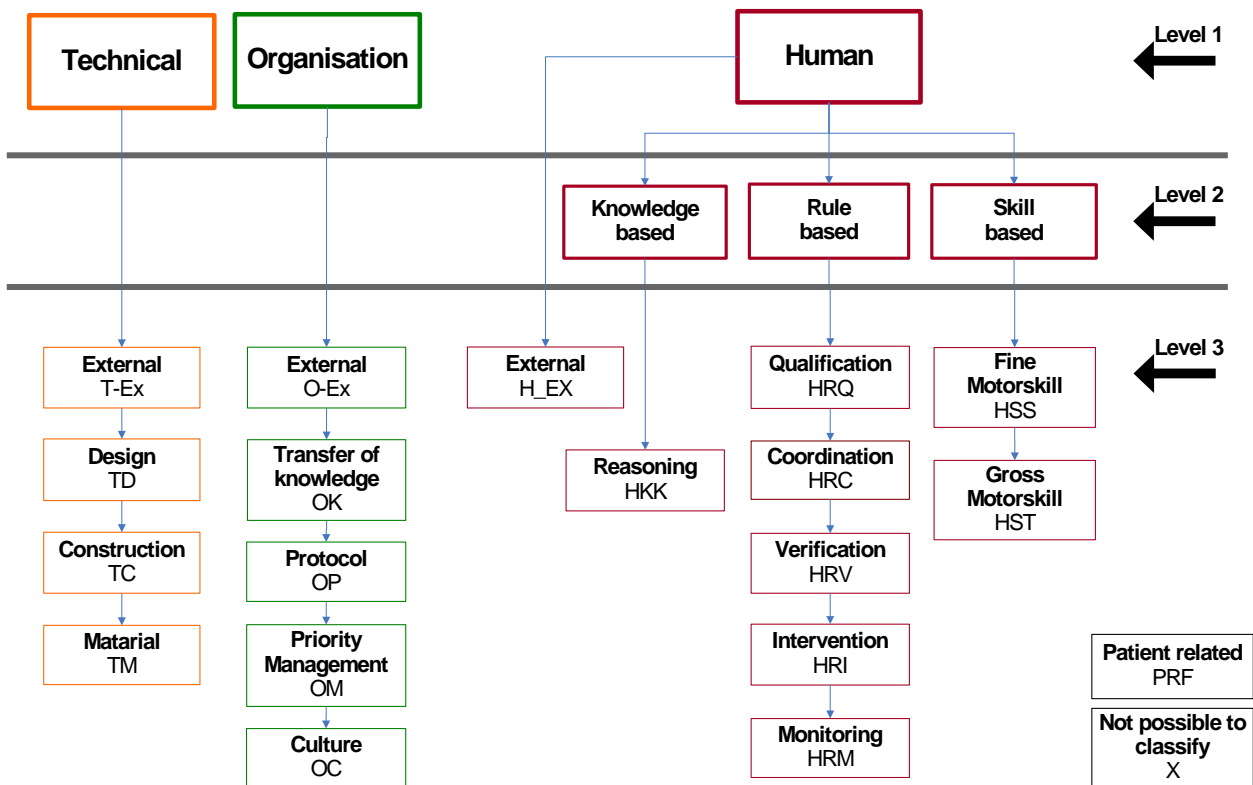 Technical
Organisation
Human
Level 1
Knowledge
based
Rule
based
Skill
based
Level 2
External
T-Ex
Design
TD
Construction
TC
Matarial
TM
External
O-Ex
Transfer of
knowledge
OK
Protocol
OP
Priority
Management
OM
Culture
OC
External
H_EX
Reasoning
HKK
Qualification
HRQ
Coordination
HRC
Verification
HRV
Intervention
HRI
Monitoring
HRM
Fine
Motorskill
HSS
Gross
Motorskill
HST
Level 3
Patient related
PRF
Not possible to
classify
X